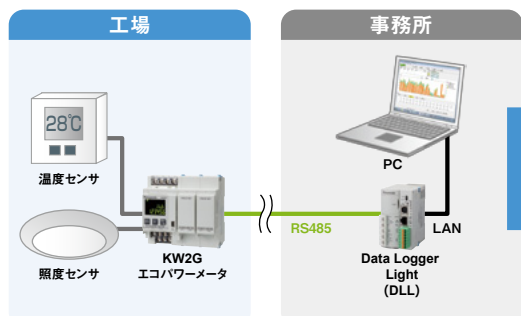 工場
事務所
28℃
温度センサ
照度センサ
KW2G
エコパワーメータ
RS485
PC
LAN
Data Logger
Light
(DLL)